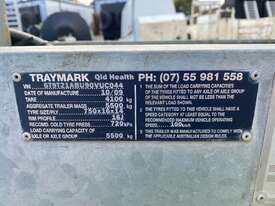 TRAYMARK Qld Health PH: (07) 55 981 558
VIN 6T9T21ABU90VUC044
DATE OF MANUFACTURE 10/09
TARE 4100 kg
AGGREGATE TRAILER MASS 5500 kg
TYRE SIZE/PLY 750x16x14
RIM PROFILE 16J
RECOMD. COLD TYRE PRESS 720 kPa
LOAD CARRYING CAPACITY OF AXLE OR AXLE GROUP 5500 kg
THE SUM OF THE LOAD CARRYING CAPACITIES
OF THE TYRES FITTED TO ANY AXLE OR AXLE GROUP
OF THE VEHICLE SHALL NOT BE LESS THAN THE
RELEVANT LOAD SHOWN.
THE TYRES FITTED TO THIS VEHICLE SHALL HAVE A
SPEED CATEGORY AT LEAST EQUAL TO THE
RECOMMENDED MAXIMUM VEHICLE OPERATING
SPEED, 100 km/h
THIS TRAILER WAS MANUFACTURED TO COMPLY WITH
APPLICABLE AUSTRALIAN DESIGN RULES